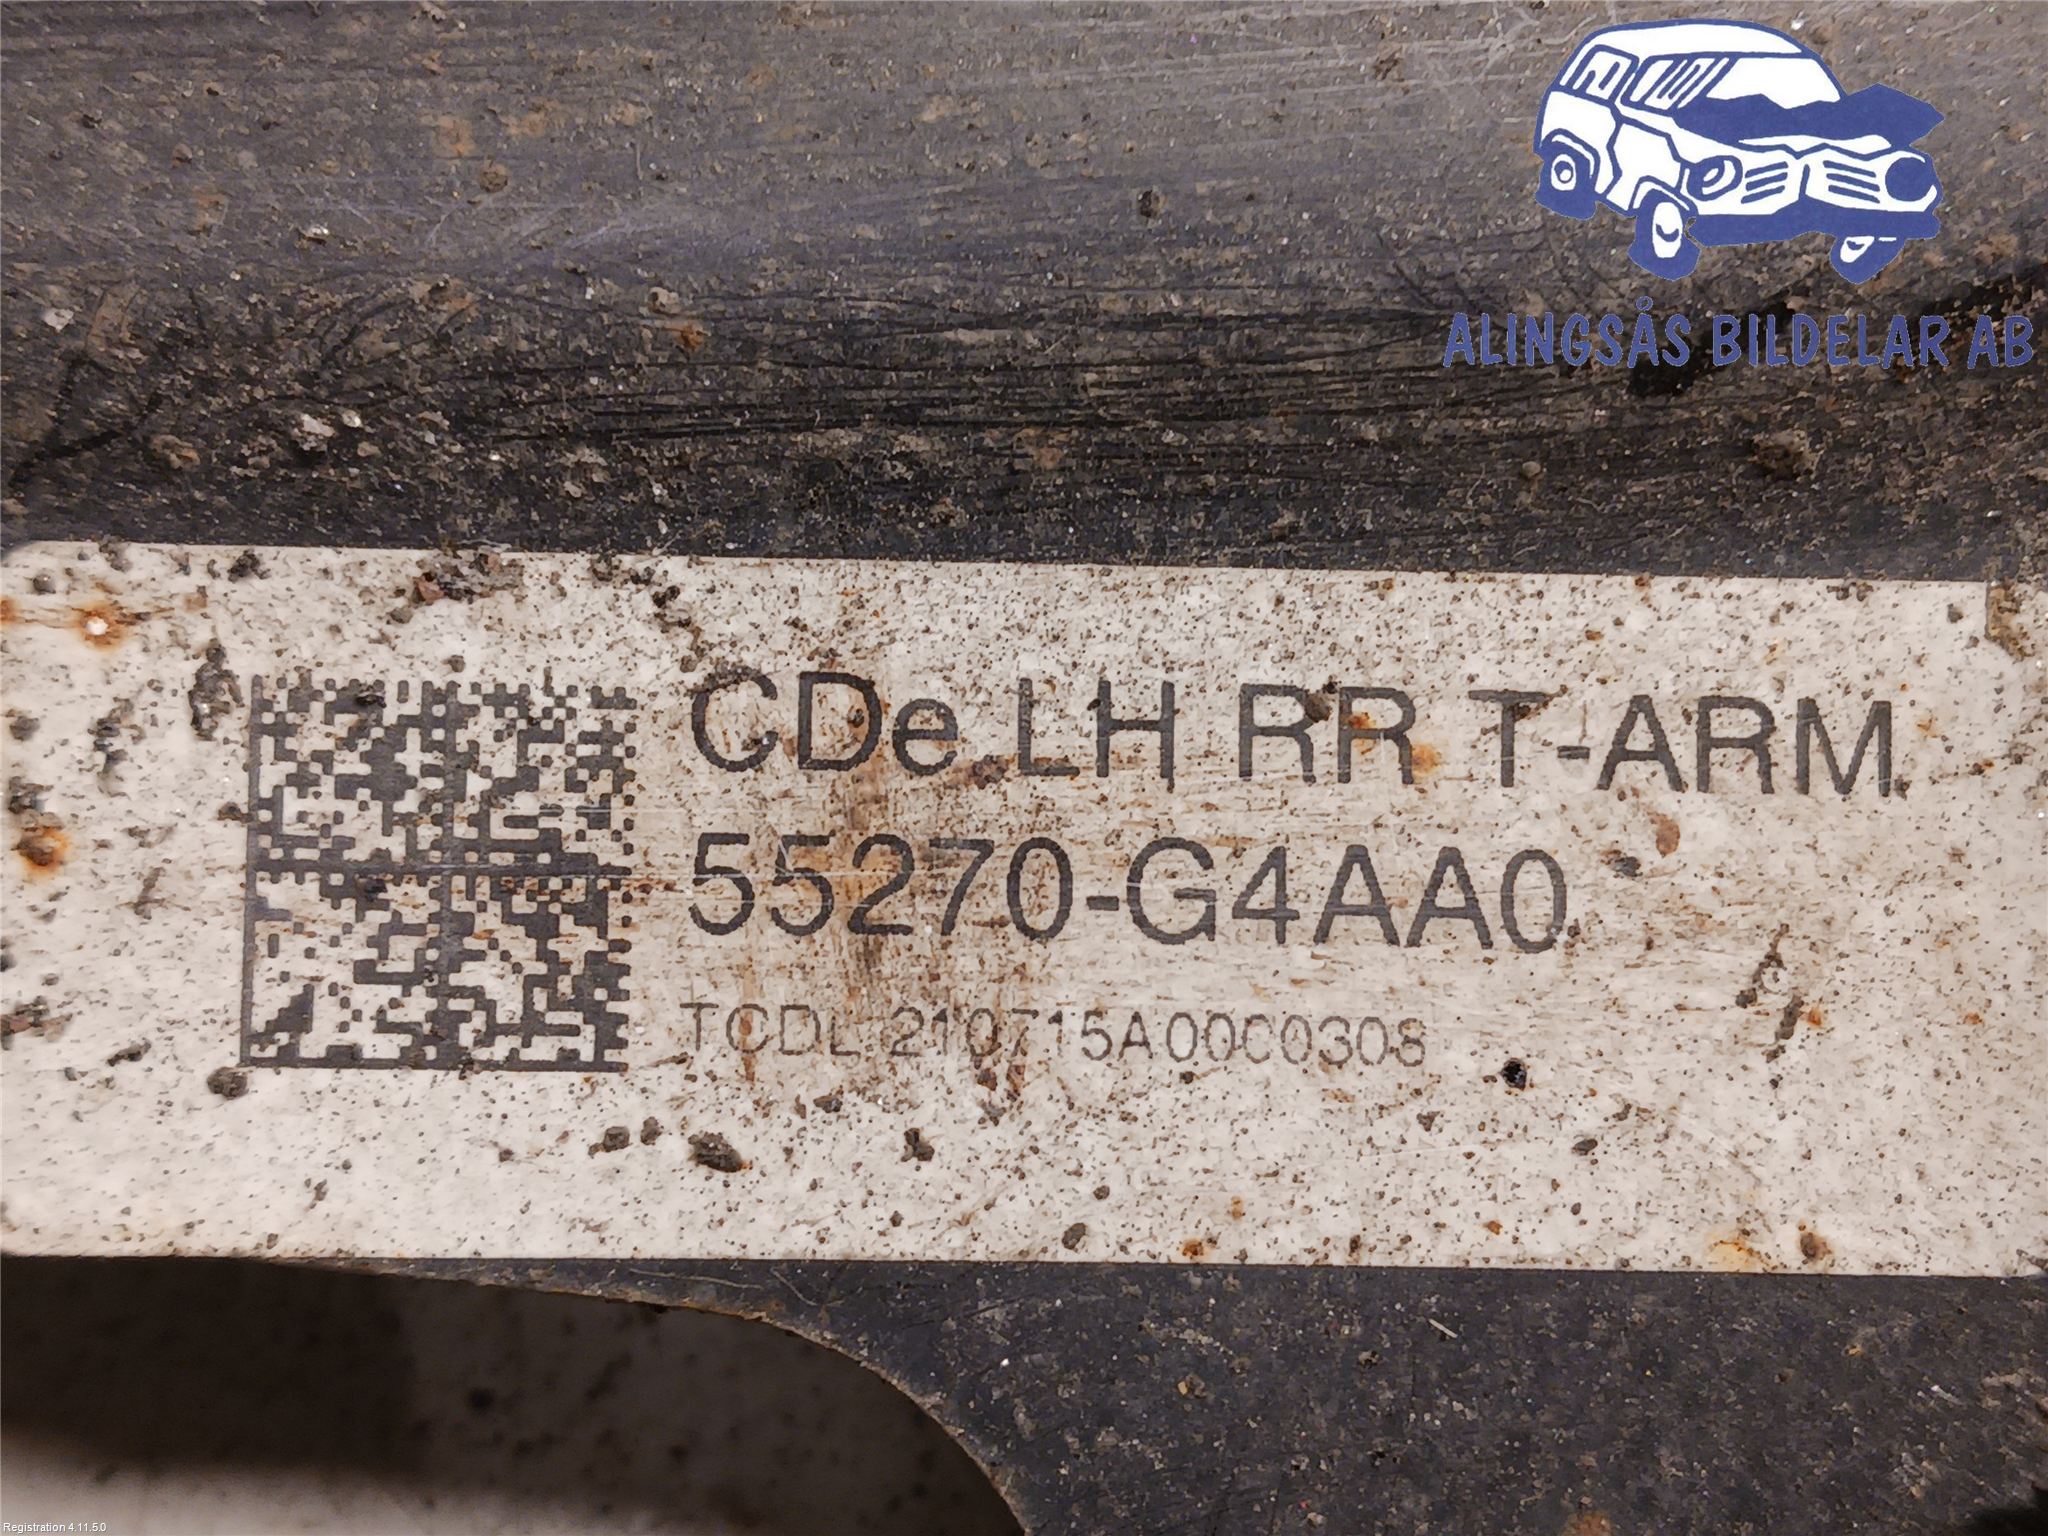 ALINGSÅS BILDELAR AB
CDe LH RR T-ARM
55270-G4AA0
TCDL 210715A0000308
Registration 4.11.5.0